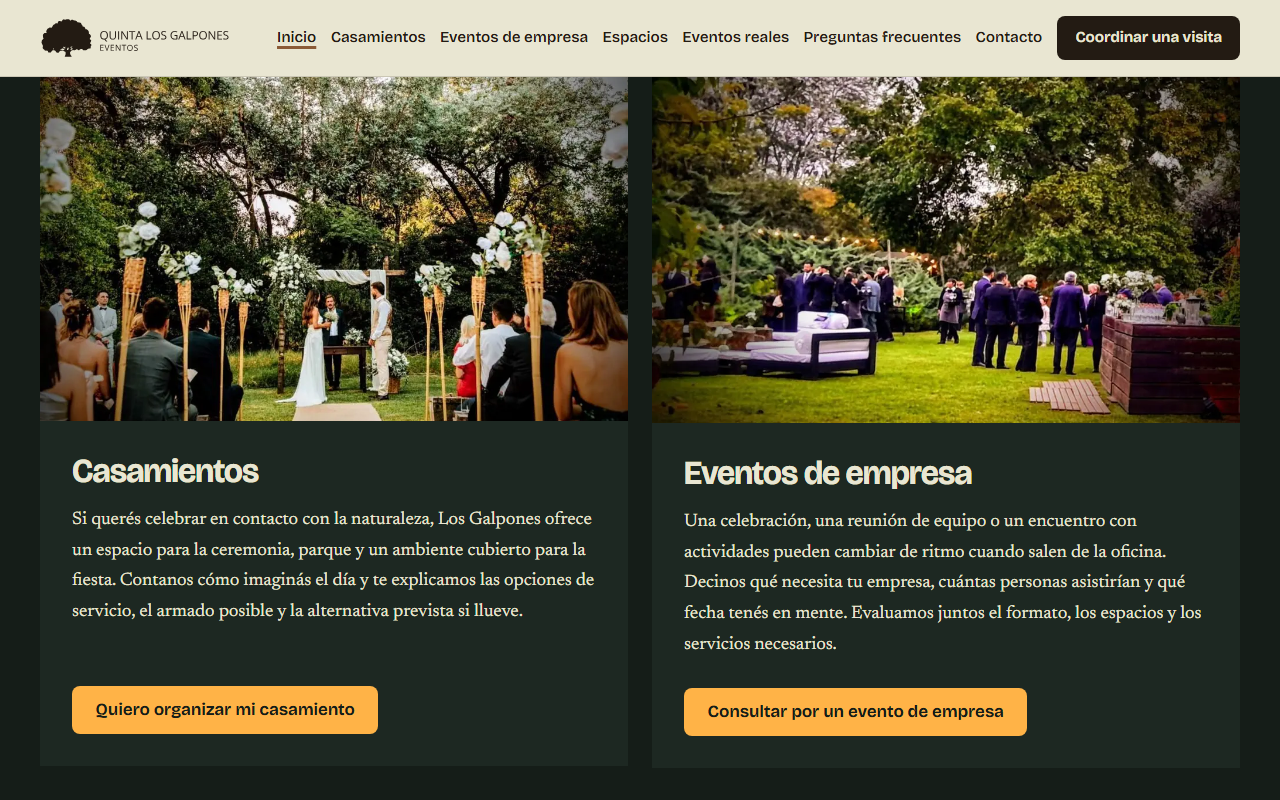 QUINTA LOS GALPONES
EVENTOS
Inicio
Casamientos
Eventos de empresa
Espacios
Eventos reales
Preguntas frecuentes
Contacto
Coordinar una visita
Casamientos
Si querés celebrar en contacto con la naturaleza, Los Galpones ofrece
un espacio para la ceremonia, parque y un ambiente cubierto para la
fiesta. Contanos cómo imaginás el día y te explicamos las opciones de
servicio, el armado posible y la alternativa prevista si llueve.
Quiero organizar mi casamiento
Eventos de empresa
Una celebración, una reunión de equipo o un encuentro con
actividades pueden cambiar de ritmo cuando salen de la oficina.
Decinos qué necesita tu empresa, cuántas personas asistirían y qué
fecha tenés en mente. Evaluamos juntos el formato, los espacios y los
servicios necesarios.
Consultar por un evento de empresa